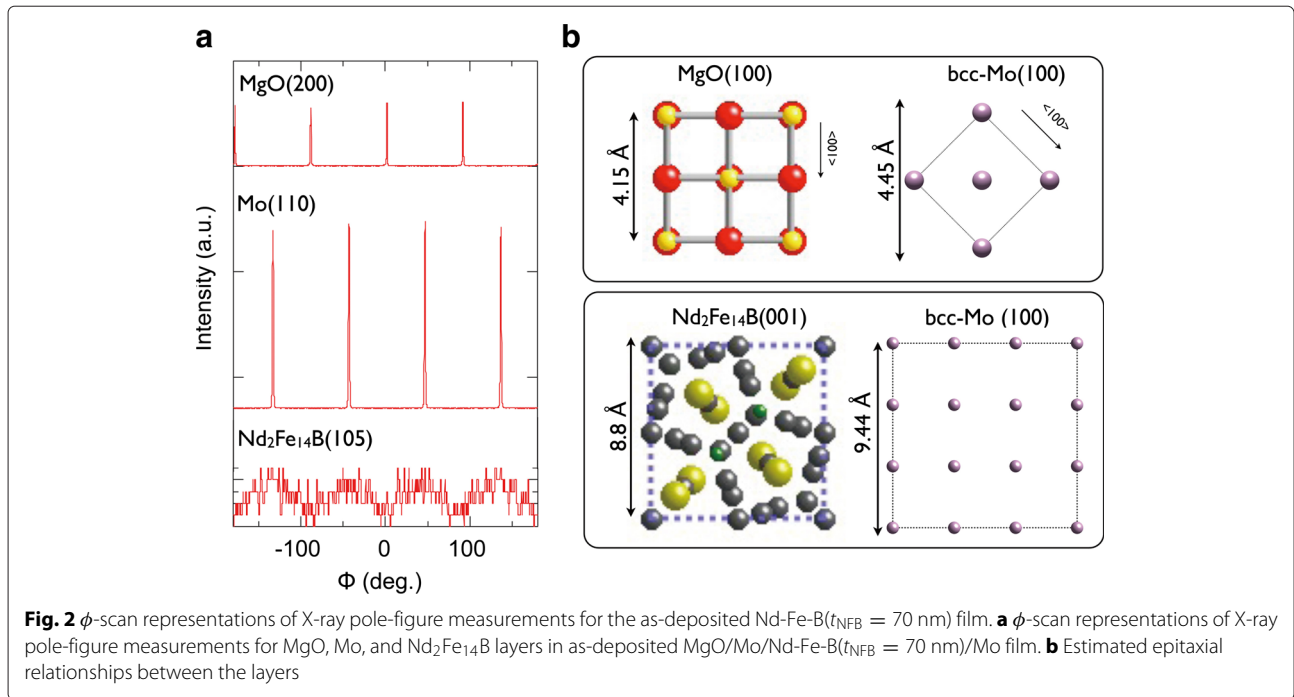 a
MgO(200)
Mo(110)
Nd₂Fe₁₄B(105)
Intensity (a.u.)
-100
0
100
Φ (deg.)
b
MgO(100)
4.15 Å
<100>
bcc-Mo(100)
4.45 Å
<100>
Nd₂Fe₁₄B(001)
8.8 Å
bcc-Mo (100)
9.44 Å
Fig. 2 ϕ-scan representations of X-ray pole-figure measurements for the as-deposited Nd-Fe-B(t_NFB = 70 nm) film. a ϕ-scan representations of X-ray
pole-figure measurements for MgO, Mo, and Nd₂Fe₁₄B layers in as-deposited MgO/Mo/Nd-Fe-B(t_NFB = 70 nm)/Mo film. b Estimated epitaxial
relationships between the layers